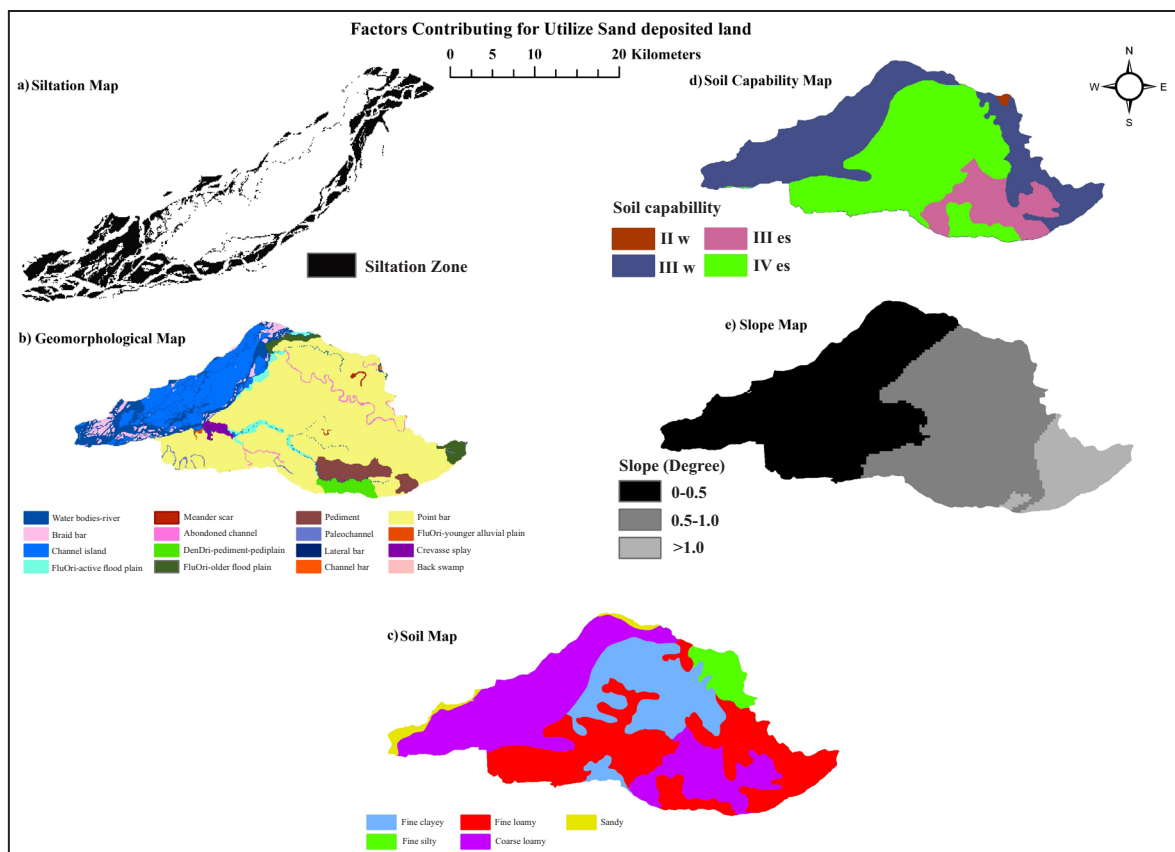 Factors Contributing for Utilize Sand deposited land
0 5 10 20 Kilometers
a) Siltation Map
Siltation Zone
d) Soil Capability Map
N
W E
S
Soil capabillity
II w III es
III w IV es
b) Geomorphological Map
Water bodies-river Meander scar Pediment Point bar
Braid bar Abondoned channel Paleochannel FluOri-younger alluvial plain
Channel island DenDri-pediment-pediplain Lateral bar Crevasse splay
FluOri-active flood plain FluOri-older flood plain Channel bar Back swamp
e) Slope Map
Slope (Degree)
0-0.5
0.5-1.0
>1.0
c) Soil Map
Fine clayey Fine loamy Sandy
Fine silty Coarse loamy